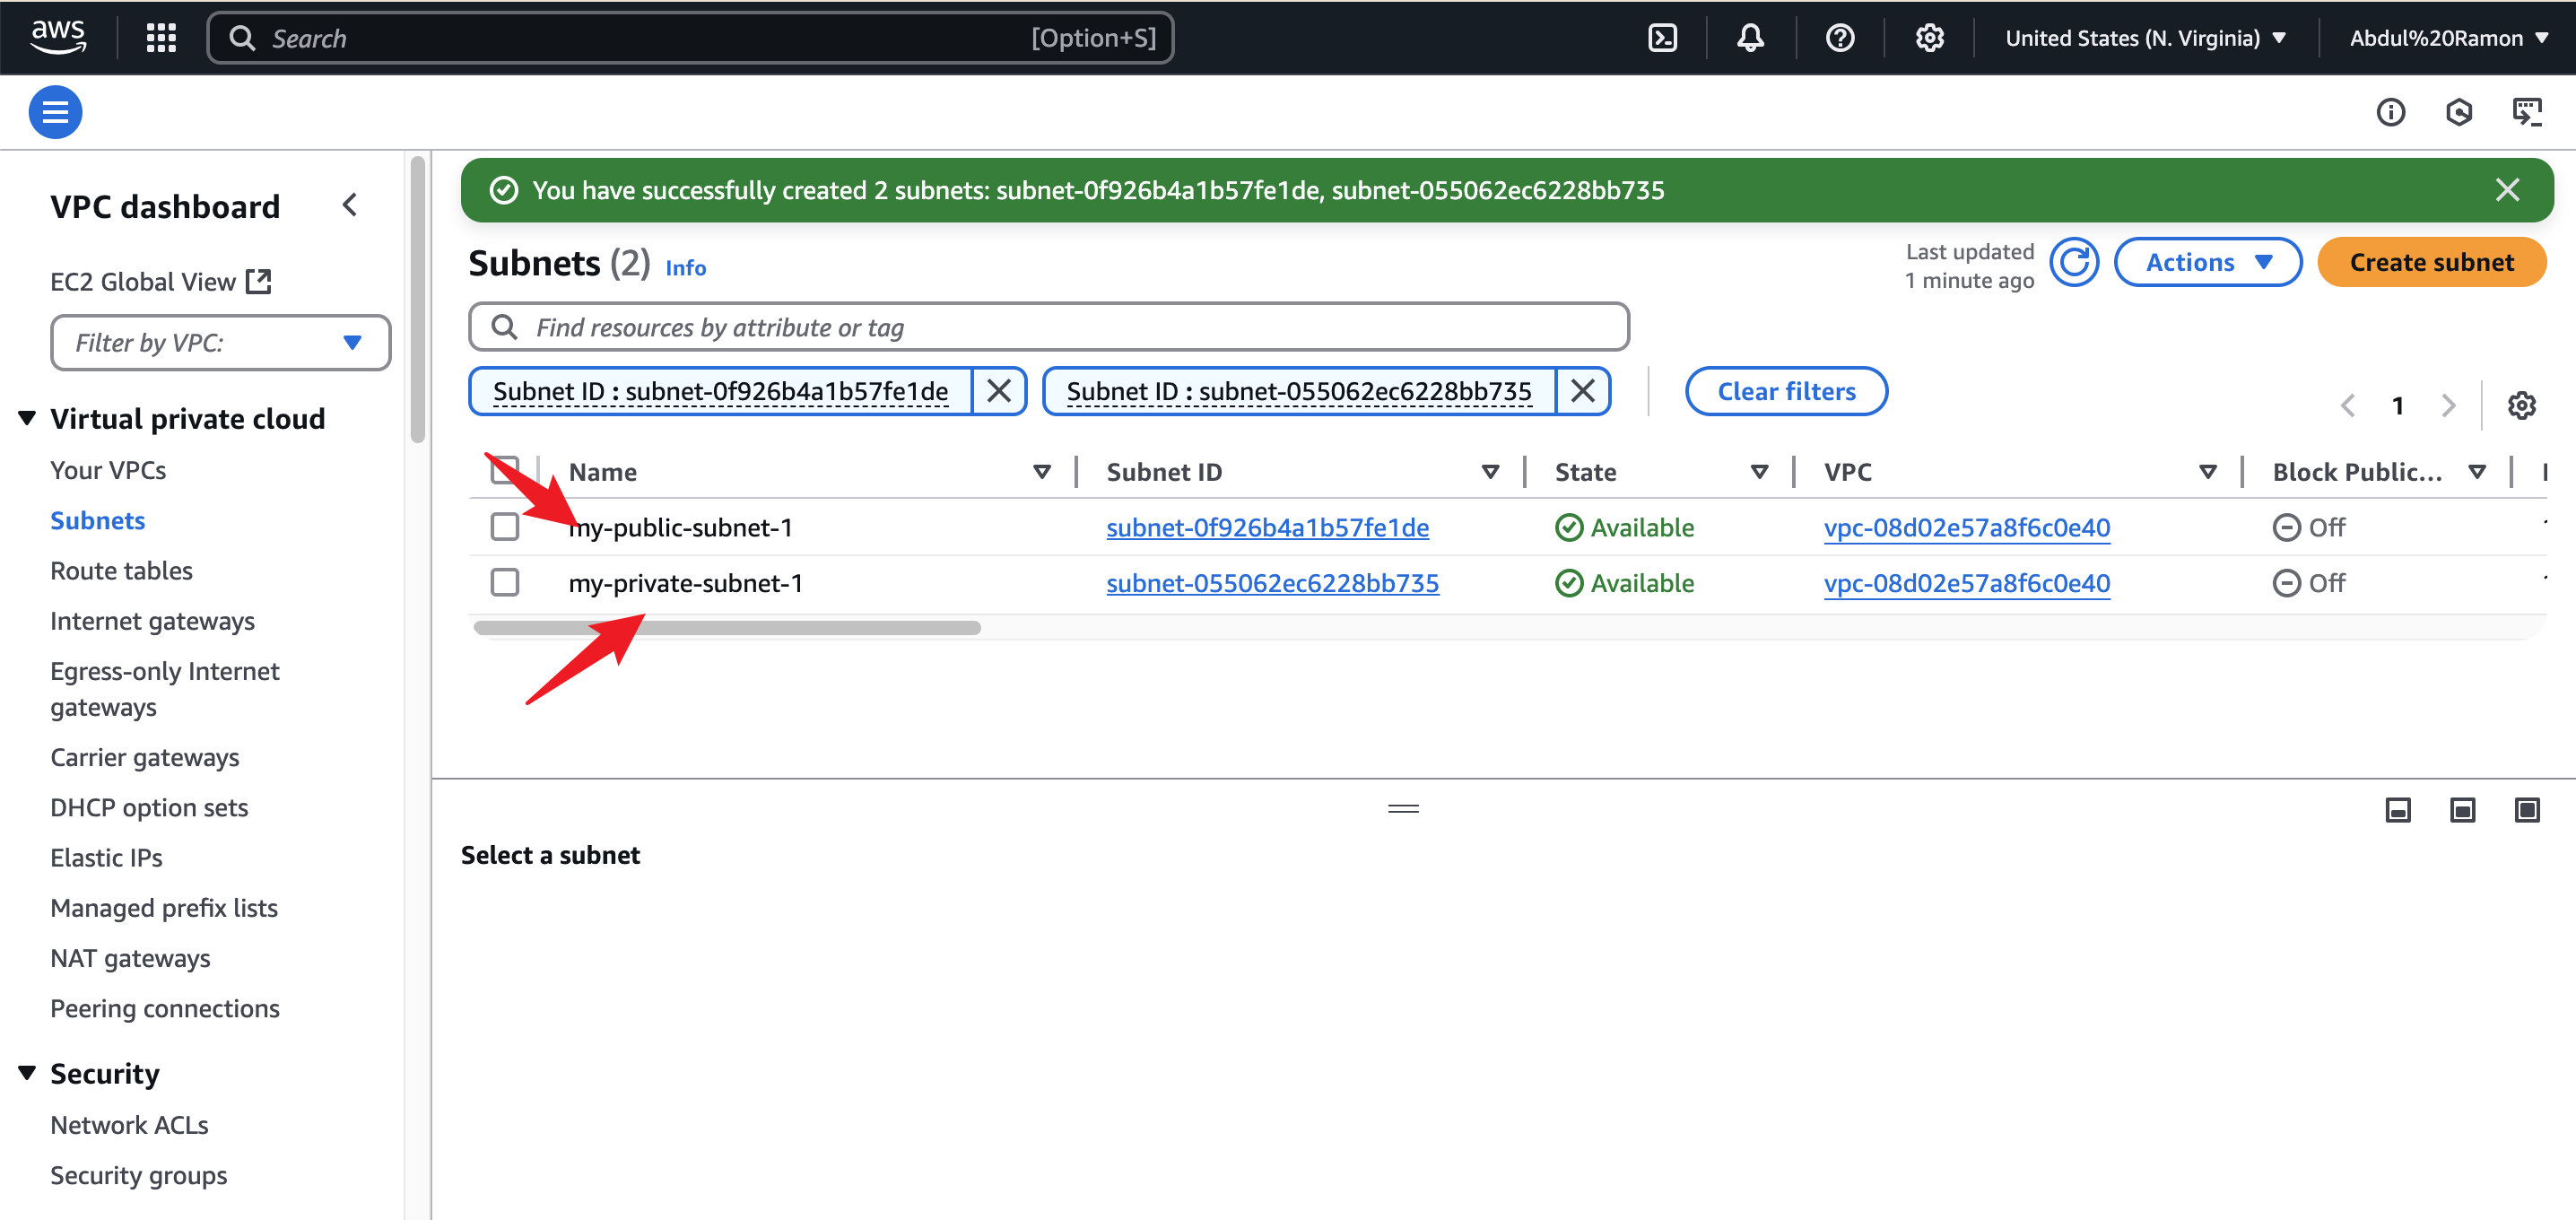 aws
Search
[Option+S]
United States (N. Virginia)
Abdul%20Ramon
VPC dashboard
EC2 Global View
Filter by VPC:
Virtual private cloud
Your VPCs
Subnets
Route tables
Internet gateways
Egress-only Internet
gateways
Carrier gateways
DHCP option sets
Elastic IPs
Managed prefix lists
NAT gateways
Peering connections
Security
Network ACLs
Security groups
You have successfully created 2 subnets: subnet-0f926b4a1b57fe1de, subnet-055062ec6228bb735
Subnets (2) Info
Last updated
1 minute ago
Actions
Create subnet
Find resources by attribute or tag
Subnet ID : subnet-0f926b4a1b57fe1de
Subnet ID : subnet-055062ec6228bb735
Clear filters
1
Name Subnet ID State VPC Block Public...
my-public-subnet-1 subnet-0f926b4a1b57fe1de Available vpc-08d02e57a8f6c0e40 Off
my-private-subnet-1 subnet-055062ec6228bb735 Available vpc-08d02e57a8f6c0e40 Off
Select a subnet